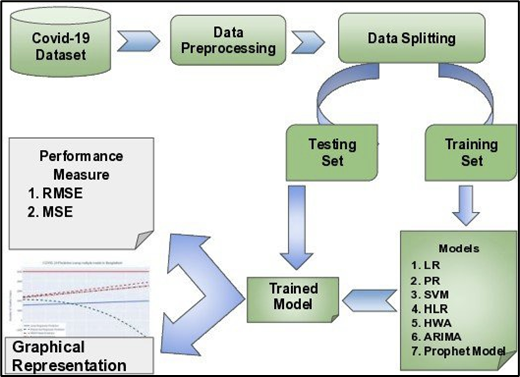 Covid-19
Dataset
Data
Preprocessing
Data Splitting
Testing
Set
Training
Set
Performance
Measure
1. RMSE
2. MSE
Models
1. LR
2. PR
3. SVM
4. HLR
5. HWA
6. ARIMA
7. Prophet Model
Trained
Model
Graphical
Representation